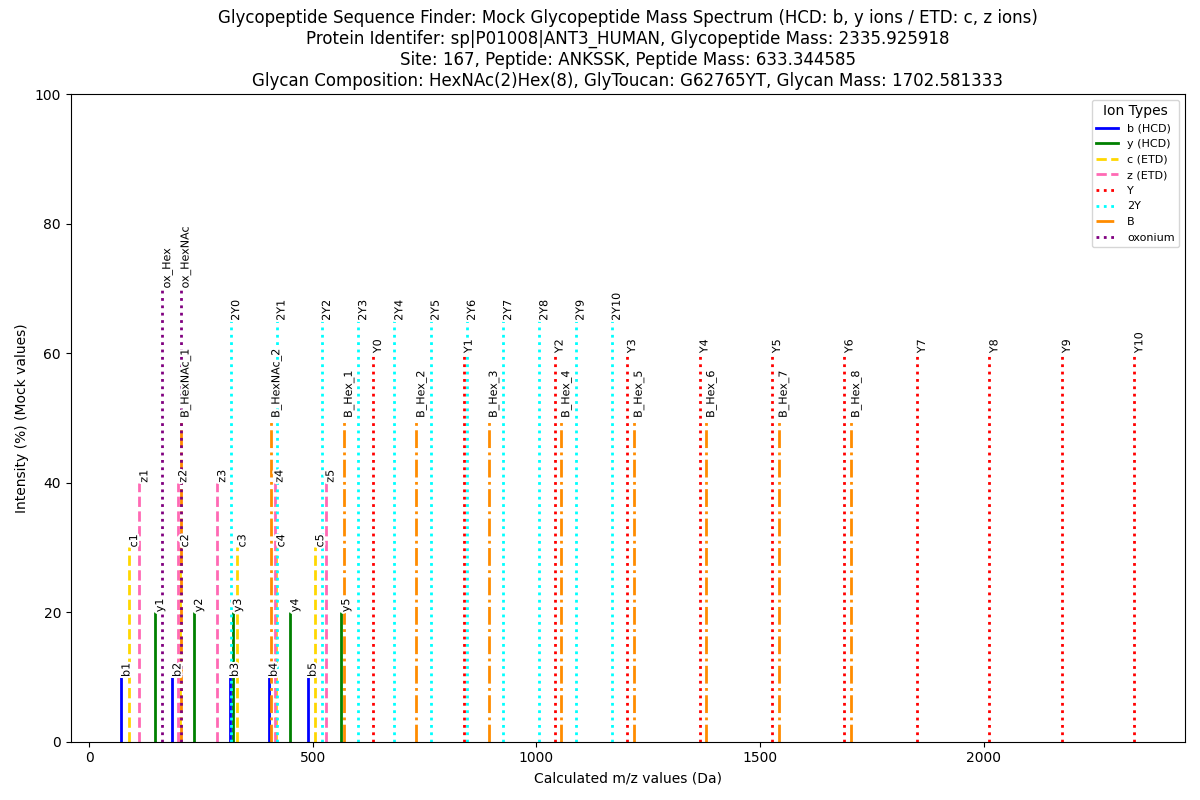 Glycopeptide Sequence Finder: Mock Glycopeptide Mass Spectrum (HCD: b, y ions / ETD: c, z ions)
Protein Identifer: sp|P01008|ANT3_HUMAN, Glycopeptide Mass: 2335.925918
Site: 167, Peptide: ANKSSK, Peptide Mass: 633.344585
Glycan Composition: HexNAc(2)Hex(8), GlyToucan: G62765YT, Glycan Mass: 1702.581333
Intensity (%) (Mock values)
100
80
60
40
20
0
Ion Types
b (HCD)
y (HCD)
c (ETD)
z (ETD)
Y
2Y
B
oxonium
ox_Hex
ox_HexNAc
2Y0
2Y1
2Y2
2Y3
2Y4
2Y5
2Y6
2Y7
2Y8
2Y9
2Y10
Y0
Y1
Y2
Y3
Y4
Y5
Y6
Y7
Y8
Y9
Y10
B_HexNAc_1
B_HexNAc_2
B_Hex_1
B_Hex_2
B_Hex_3
B_Hex_4
B_Hex_5
B_Hex_6
B_Hex_7
B_Hex_8
z1
z2
z3
z4
z5
c1
c2
c3
c4
c5
y1
y2
y3
y4
y5
b1
b2
b3
b4
b5
0
500
1000
1500
2000
Calculated m/z values (Da)